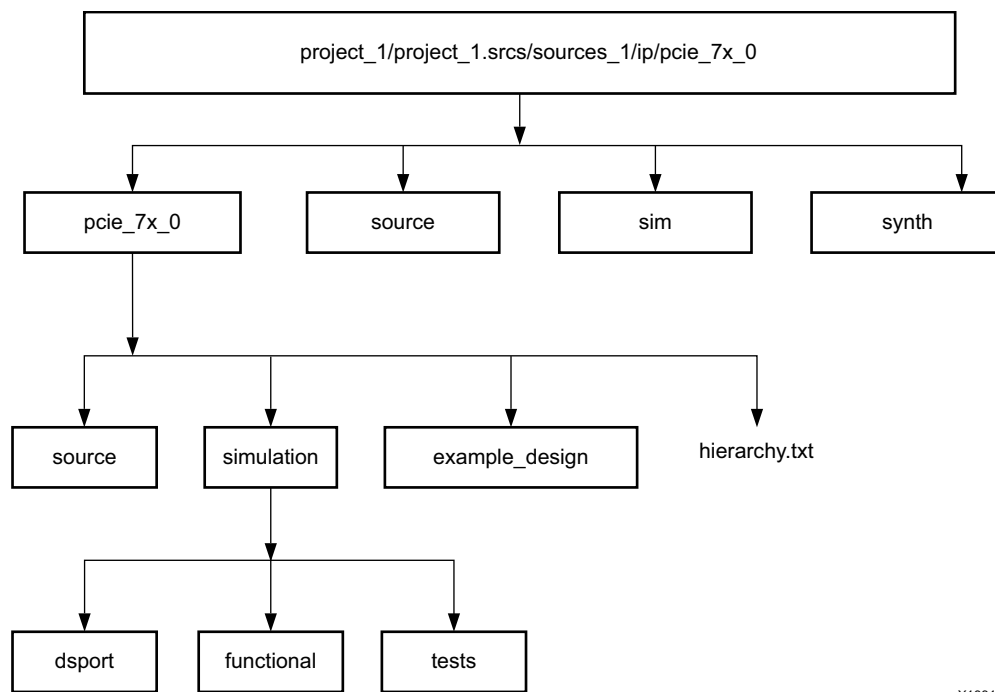 project_1/project_1.srcs/sources_1/ip/pcie_7x_0
pcie_7x_0
source
sim
synth
source
simulation
example_design
hierarchy.txt
dsport
functional
tests